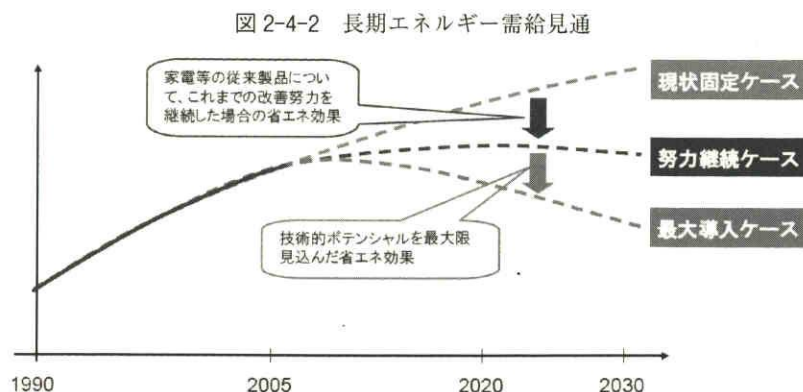 図 2-4-2 長期エネルギー需給見通
家電等の従来製品につい
て、これまでの改善努力を
継続した場合の省エネ効果
現状固定ケース
努力継続ケース
最大導入ケース
技術的ポテンシャルを最大限
見込んだ省エネ効果
1990
2005
2020
2030